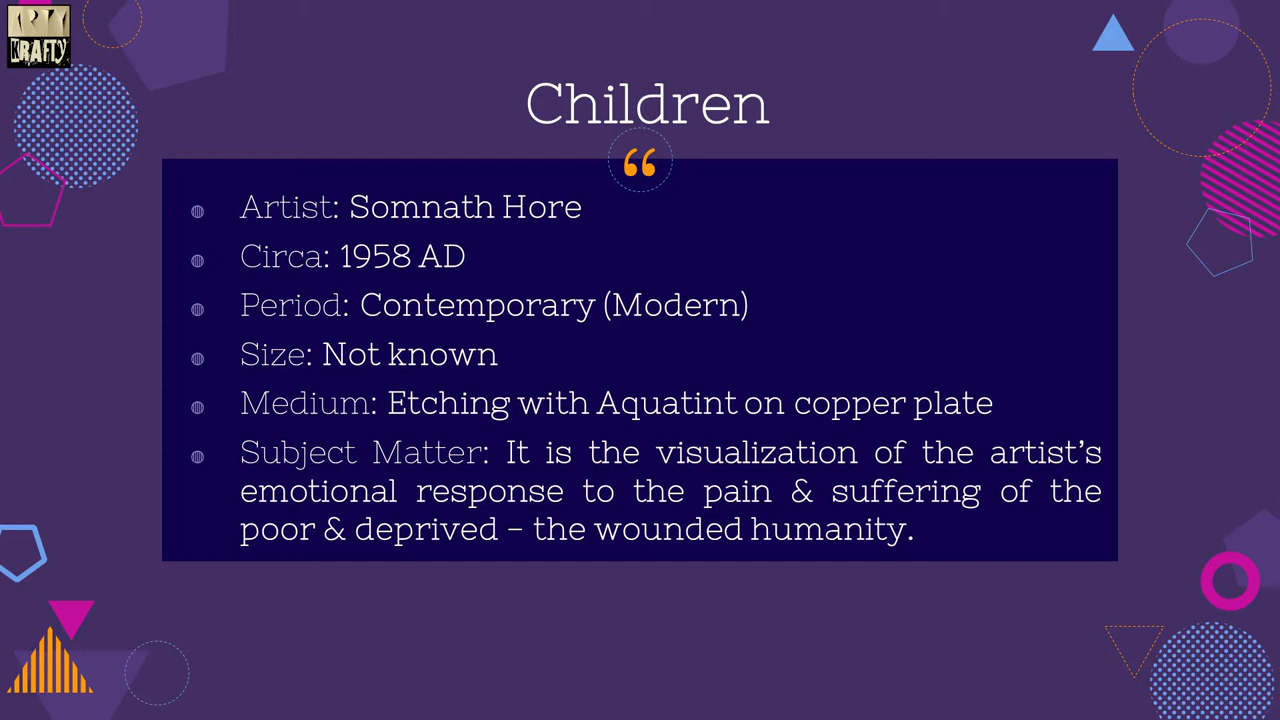 ARTY
KRAFTY
Children
“
Artist: Somnath Hore
Circa: 1958 AD
Period: Contemporary (Modern)
Size: Not known
Medium: Etching with Aquatint on copper plate
Subject Matter: It is the visualization of the artist’s
emotional response to the pain & suffering of the
poor & deprived – the wounded humanity.